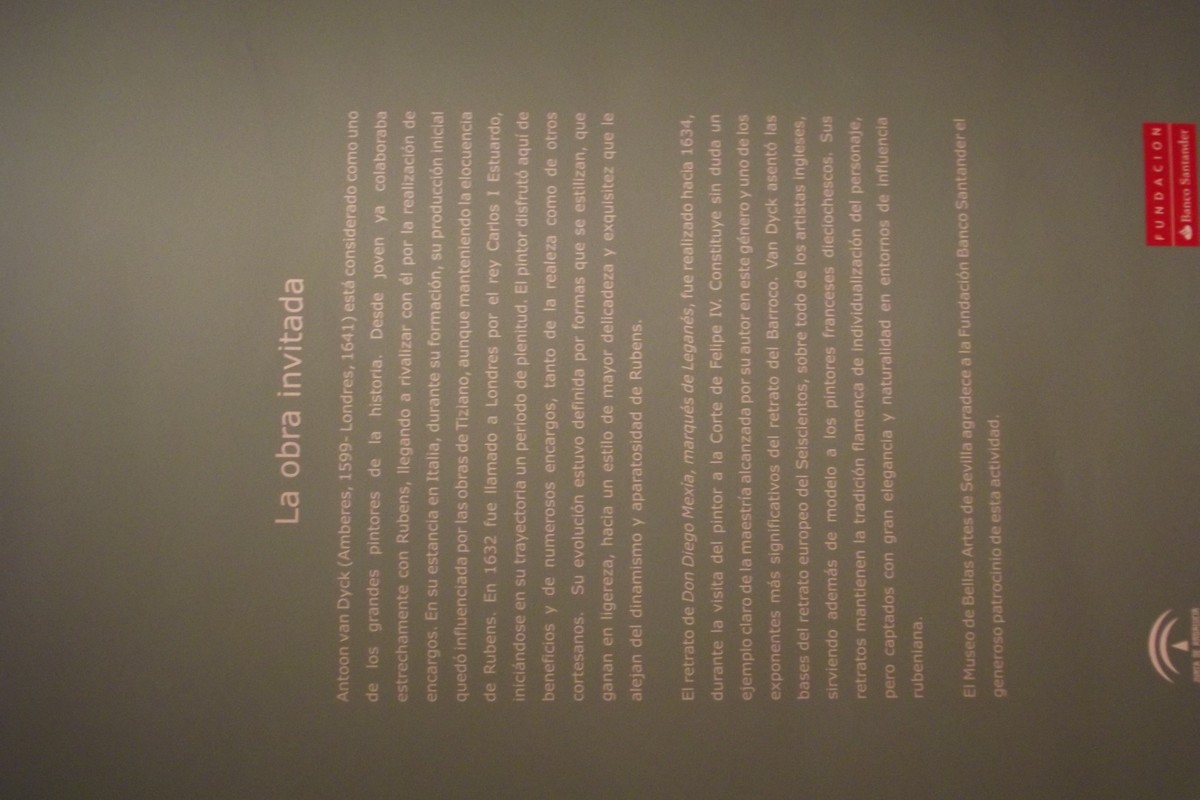 La obra invitada
Antoon van Dyck (Amberes, 1599- Londres, 1641) está considerado como uno
de los grandes pintores de la historia. Desde joven ya colaboraba
estrechamente con Rubens, llegando a rivalizar con él por la realización de
encargos. En su estancia en Italia, durante su formación, su producción inicial
quedó influenciada por las obras de Tiziano, aunque manteniendo la elocuencia
de Rubens. En 1632 fue llamado a Londres por el rey Carlos I Estuardo,
iniciándose en su trayectoria un periodo de plenitud. El pintor disfrutó aquí de
beneficios y de numerosos encargos, tanto de la realeza como de otros
cortesanos. Su evolución estuvo definida por formas que se estilizan, que
ganan en ligereza, hacia un estilo de mayor delicadeza y exquisitez que le
alejan del dinamismo y aparatosidad de Rubens.
El retrato de Don Diego Mexía, marqués de Leganés, fue realizado hacia 1634,
durante la visita del pintor a la Corte de Felipe IV. Constituye sin duda un
ejemplo claro de la maestría alcanzada por su autor en este género y uno de los
exponentes más significativos del retrato del Barroco. Van Dyck asentó las
bases del retrato europeo del Seiscientos, sobre todo de los artistas ingleses,
sirviendo además de modelo a los pintores franceses dieciochescos. Sus
retratos mantienen la tradición flamenca de individualización del personaje,
pero captados con gran elegancia y naturalidad en entornos de influencia
rubeniana.
El Museo de Bellas Artes de Sevilla agradece a la Fundación Banco Santander el
generoso patrocinio de esta actividad.
FUNDACION
Banco Santander